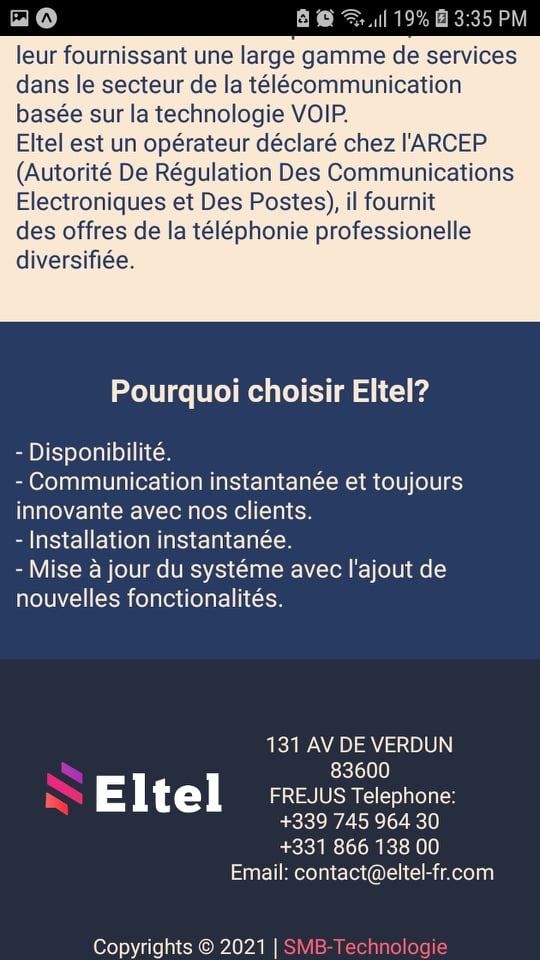 19% 3:35 PM
leur fournissant une large gamme de services
dans le secteur de la télécommunication
basée sur la technologie VOIP.
Eltel est un opérateur déclaré chez l'ARCEP
(Autorité De Régulation Des Communications
Electroniques et Des Postes), il fournit
des offres de la téléphonie professionelle
diversifiée.
Pourquoi choisir Eltel?
- Disponibilité.
- Communication instantanée et toujours
innovante avec nos clients.
- Installation instantanée.
- Mise à jour du systéme avec l'ajout de
nouvelles fonctionalités.
Eltel
131 AV DE VERDUN
83600
FREJUS Telephone:
+339 745 964 30
+331 866 138 00
Email: contact@eltel-fr.com
Copyrights © 2021 | SMB-Technologie